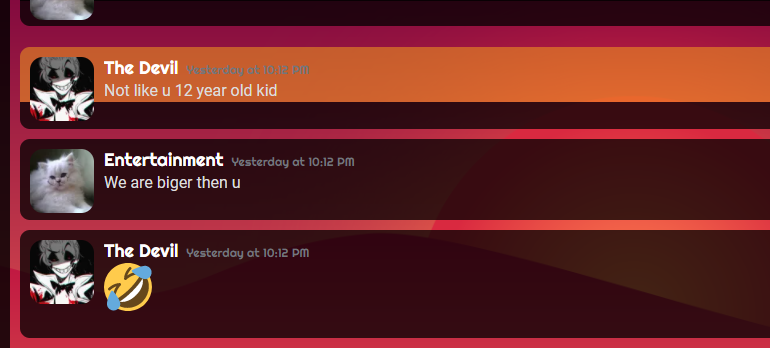 The Devil Yesterday at 10:12 PM
Not like u 12 year old kid
Entertainment Yesterday at 10:12 PM
We are biger then u
The Devil Yesterday at 10:12 PM
🤣